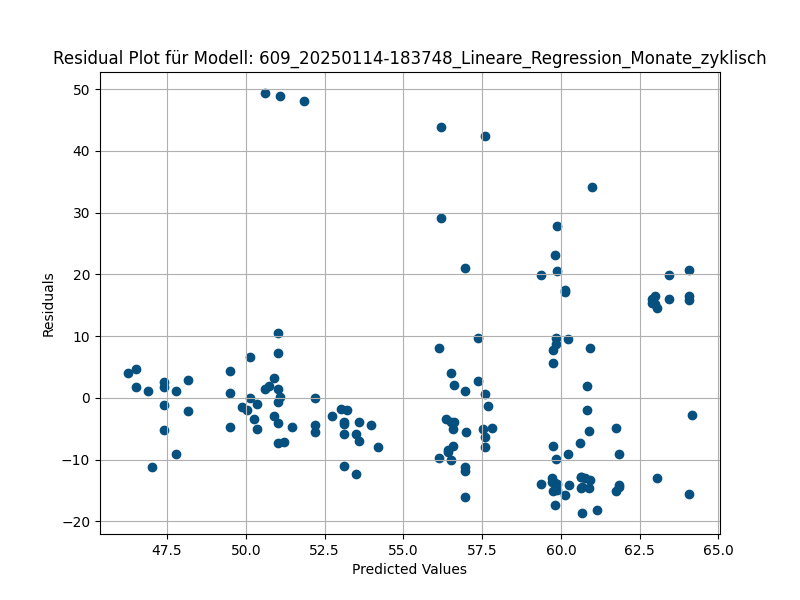 Residual Plot für Modell: 609_20250114-183748_Lineare_Regression_Monate_zyklisch
50
40
30
20
10
0
−10
−20
Residuals
47.5 50.0 52.5 55.0 57.5 60.0 62.5 65.0
Predicted Values